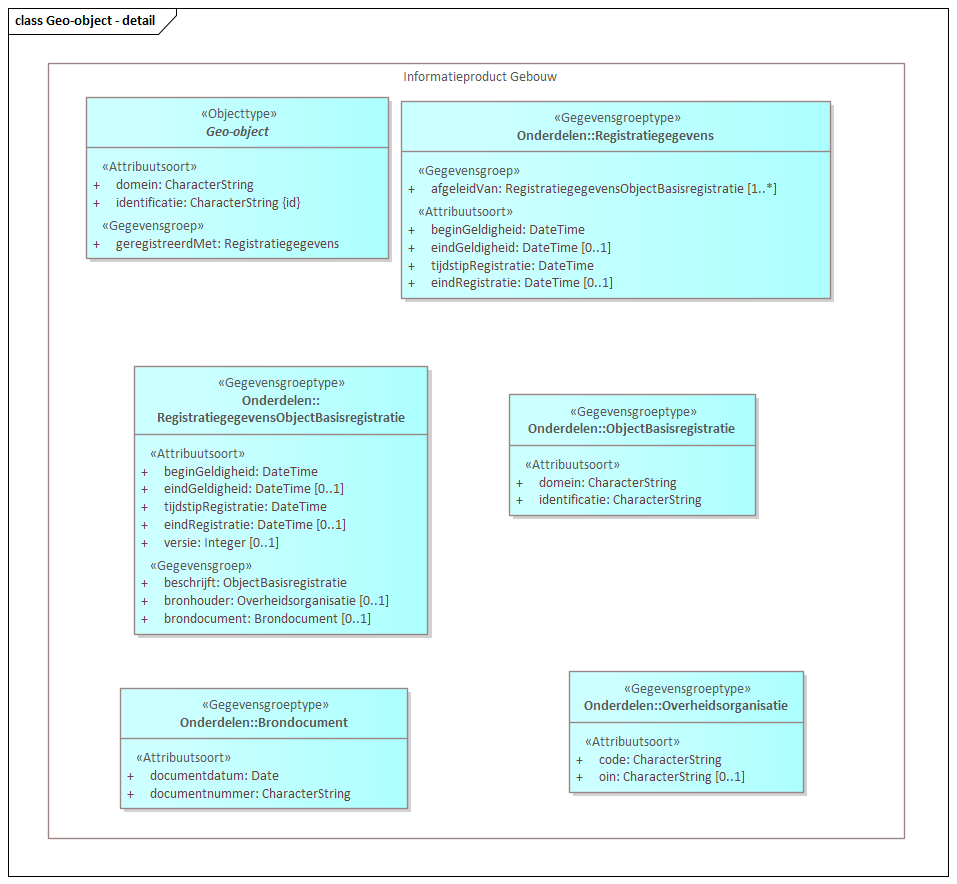 class Geo-object - detail
Informatieproduct Gebouw
«Objecttype»
Geo-object
«Attribuutsoort»
+ domein: CharacterString
+ identificatie: CharacterString {id}
«Gegevensgroep»
+ geregistreerdMet: Registratiegegevens
«Gegevensgroeptype»
Onderdelen::Registratiegegevens
«Gegevensgroep»
+ afgeleidVan: RegistratiegegevensObjectBasisregistratie [1..*]
«Attribuutsoort»
+ beginGeldigheid: DateTime
+ eindGeldigheid: DateTime [0..1]
+ tijdstipRegistratie: DateTime
+ eindRegistratie: DateTime [0..1]
«Gegevensgroeptype»
Onderdelen::
RegistratiegegevensObjectBasisregistratie
«Attribuutsoort»
+ beginGeldigheid: DateTime
+ eindGeldigheid: DateTime [0..1]
+ tijdstipRegistratie: DateTime
+ eindRegistratie: DateTime [0..1]
+ versie: Integer [0..1]
«Gegevensgroep»
+ beschrijft: ObjectBasisregistratie
+ bronhouder: Overheidsorganisatie [0..1]
+ brondocument: Brondocument [0..1]
«Gegevensgroeptype»
Onderdelen::ObjectBasisregistratie
«Attribuutsoort»
+ domein: CharacterString
+ identificatie: CharacterString
«Gegevensgroeptype»
Onderdelen::Brondocument
«Attribuutsoort»
+ documentdatum: Date
+ documentnummer: CharacterString
«Gegevensgroeptype»
Onderdelen::Overheidsorganisatie
«Attribuutsoort»
+ code: CharacterString
+ oin: CharacterString [0..1]